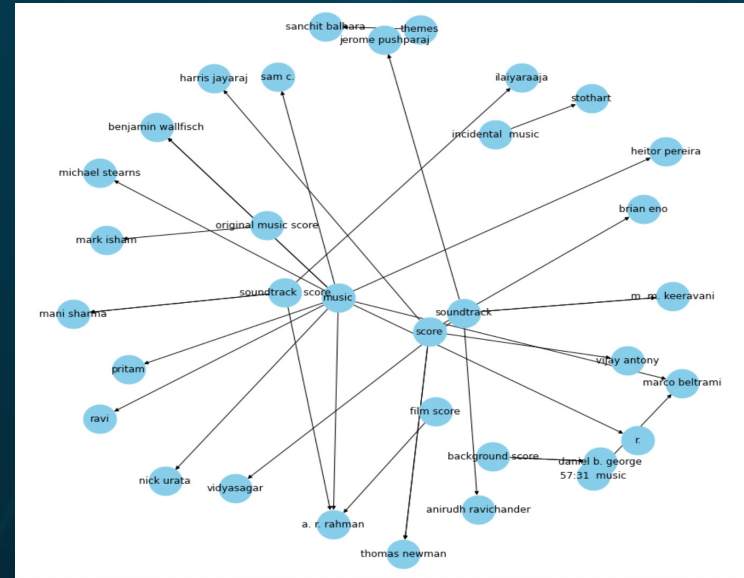 sanchit balhara
themes
jerome pushparaj
harris jayaraj
sam c.
ilaiyaraaja
stothart
benjamin wallfisch
incidental  music
heitor pereira
michael stearns
brian eno
original music score
mark isham
soundtrack  score
music
m  m. keeravani
mani sharma
soundtrack
score
vijay antony
pritam
marco beltrami
film score
ravi
r.
background score
daniel b. george
57:31  music
nick urata
vidyasagar
anirudh ravichander
a. r. rahman
thomas newman